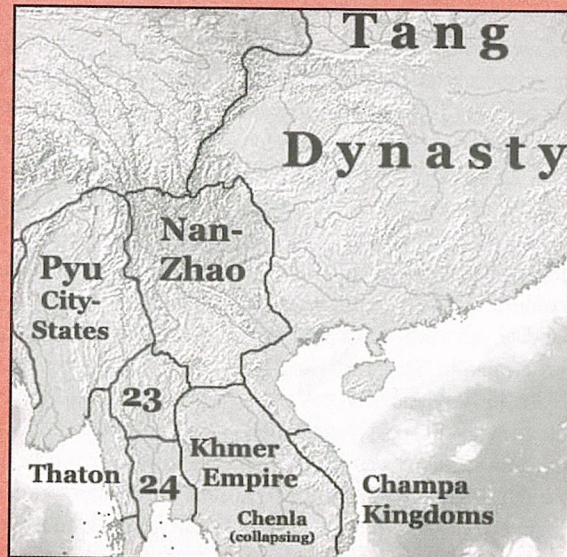 Tang
Dynasty
Nan-
Zhao
Pyu
City-
States
23
Thaton
24
Khmer
Empire
Chenla
(collapsing)
Champa
Kingdoms